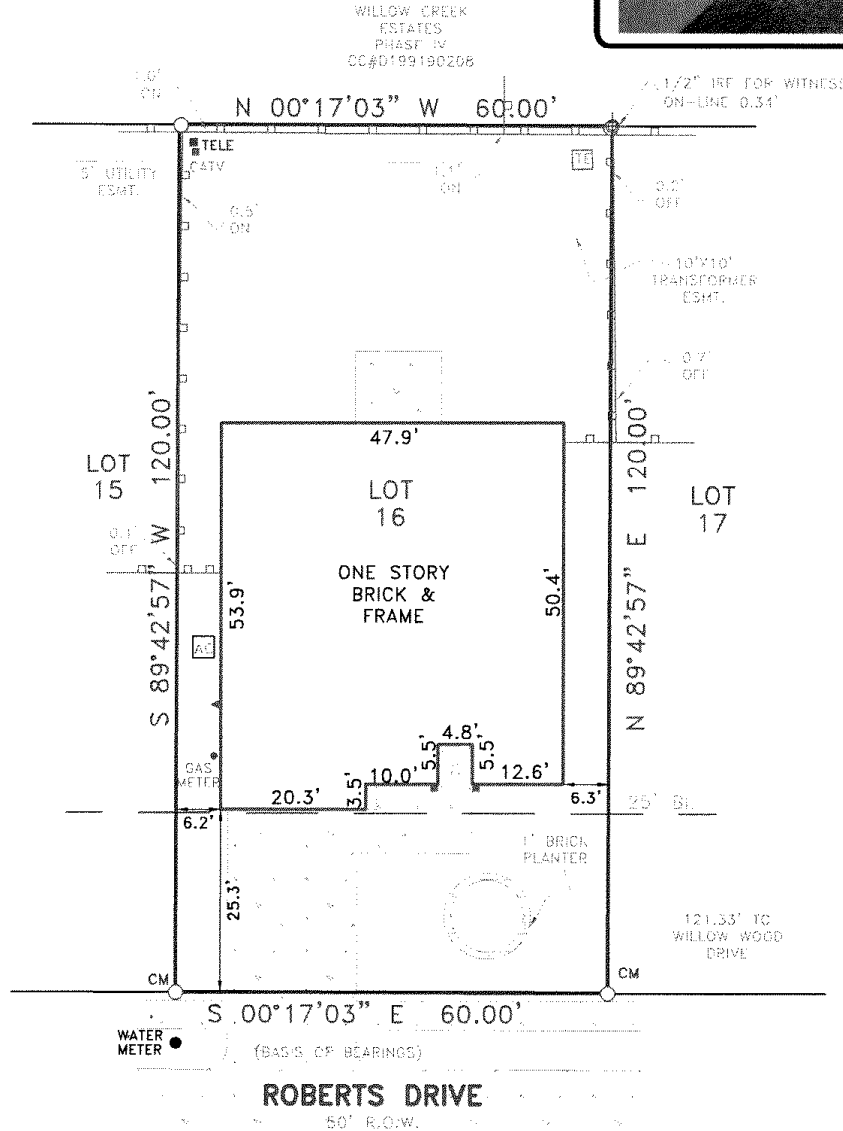 WILLOW CREEK
ESTATES
PHASE IV
CC#D199190208
1.0'
ON
1/2" IRF FOR WITNESS
ON-LINE 0.34'
N 00°17'03" W 60.00'
TELE
CATV
TE
5' UTILITY
ESMT.
1.1'
ON
0.2'
OFF
0.5'
ON
10'X10'
TRANSFORMER
ESMT.
0.7'
OFF
47.9'
S 89°42'57" W 120.00'
N 89°42'57" E 120.00'
LOT
15
LOT
16
LOT
17
0.1'
OFF
ONE STORY
BRICK &
FRAME
53.9'
50.4'
AC
4.8'
5.5'
5.5'
GAS
METER
10.0'
12.6'
3.5'
20.3'
6.3'
25' BL
6.2'
1' BRICK
PLANTER
25.3'
121.33' TO
WILLOW WOOD
DRIVE
CM
CM
S 00°17'03" E 60.00'
WATER
METER
(BASIS OF BEARINGS)
ROBERTS DRIVE
50' R.O.W.